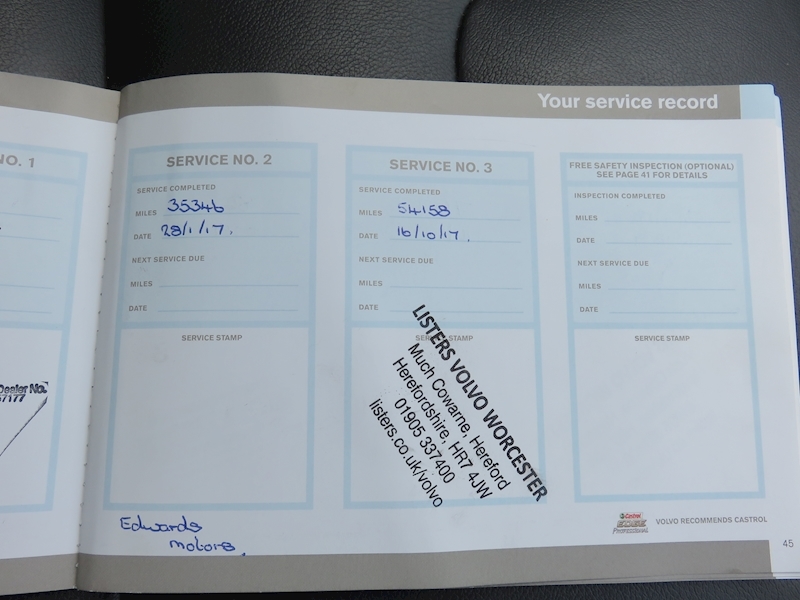 Your service record
NO. 1
Dealer No.
SERVICE NO. 2
SERVICE COMPLETED
MILES 35346
DATE 28/1/17.
NEXT SERVICE DUE
MILES
DATE
SERVICE STAMP
Edwards
motors.
SERVICE NO. 3
SERVICE COMPLETED
MILES 54158
DATE 16/10/17.
NEXT SERVICE DUE
MILES
DATE
SERVICE STAMP
LISTERS VOLVO WORCESTER
Much Cowarne, Hereford
Herefordshire, HR7 4JW
01905 337400
listers.co.uk/volvo
FREE SAFETY INSPECTION (OPTIONAL)
SEE PAGE 41 FOR DETAILS
INSPECTION COMPLETED
MILES
DATE
NEXT SERVICE DUE
MILES
DATE
SERVICE STAMP
Castrol
EDGE
PROFESSIONAL
VOLVO RECOMMENDS CASTROL
45